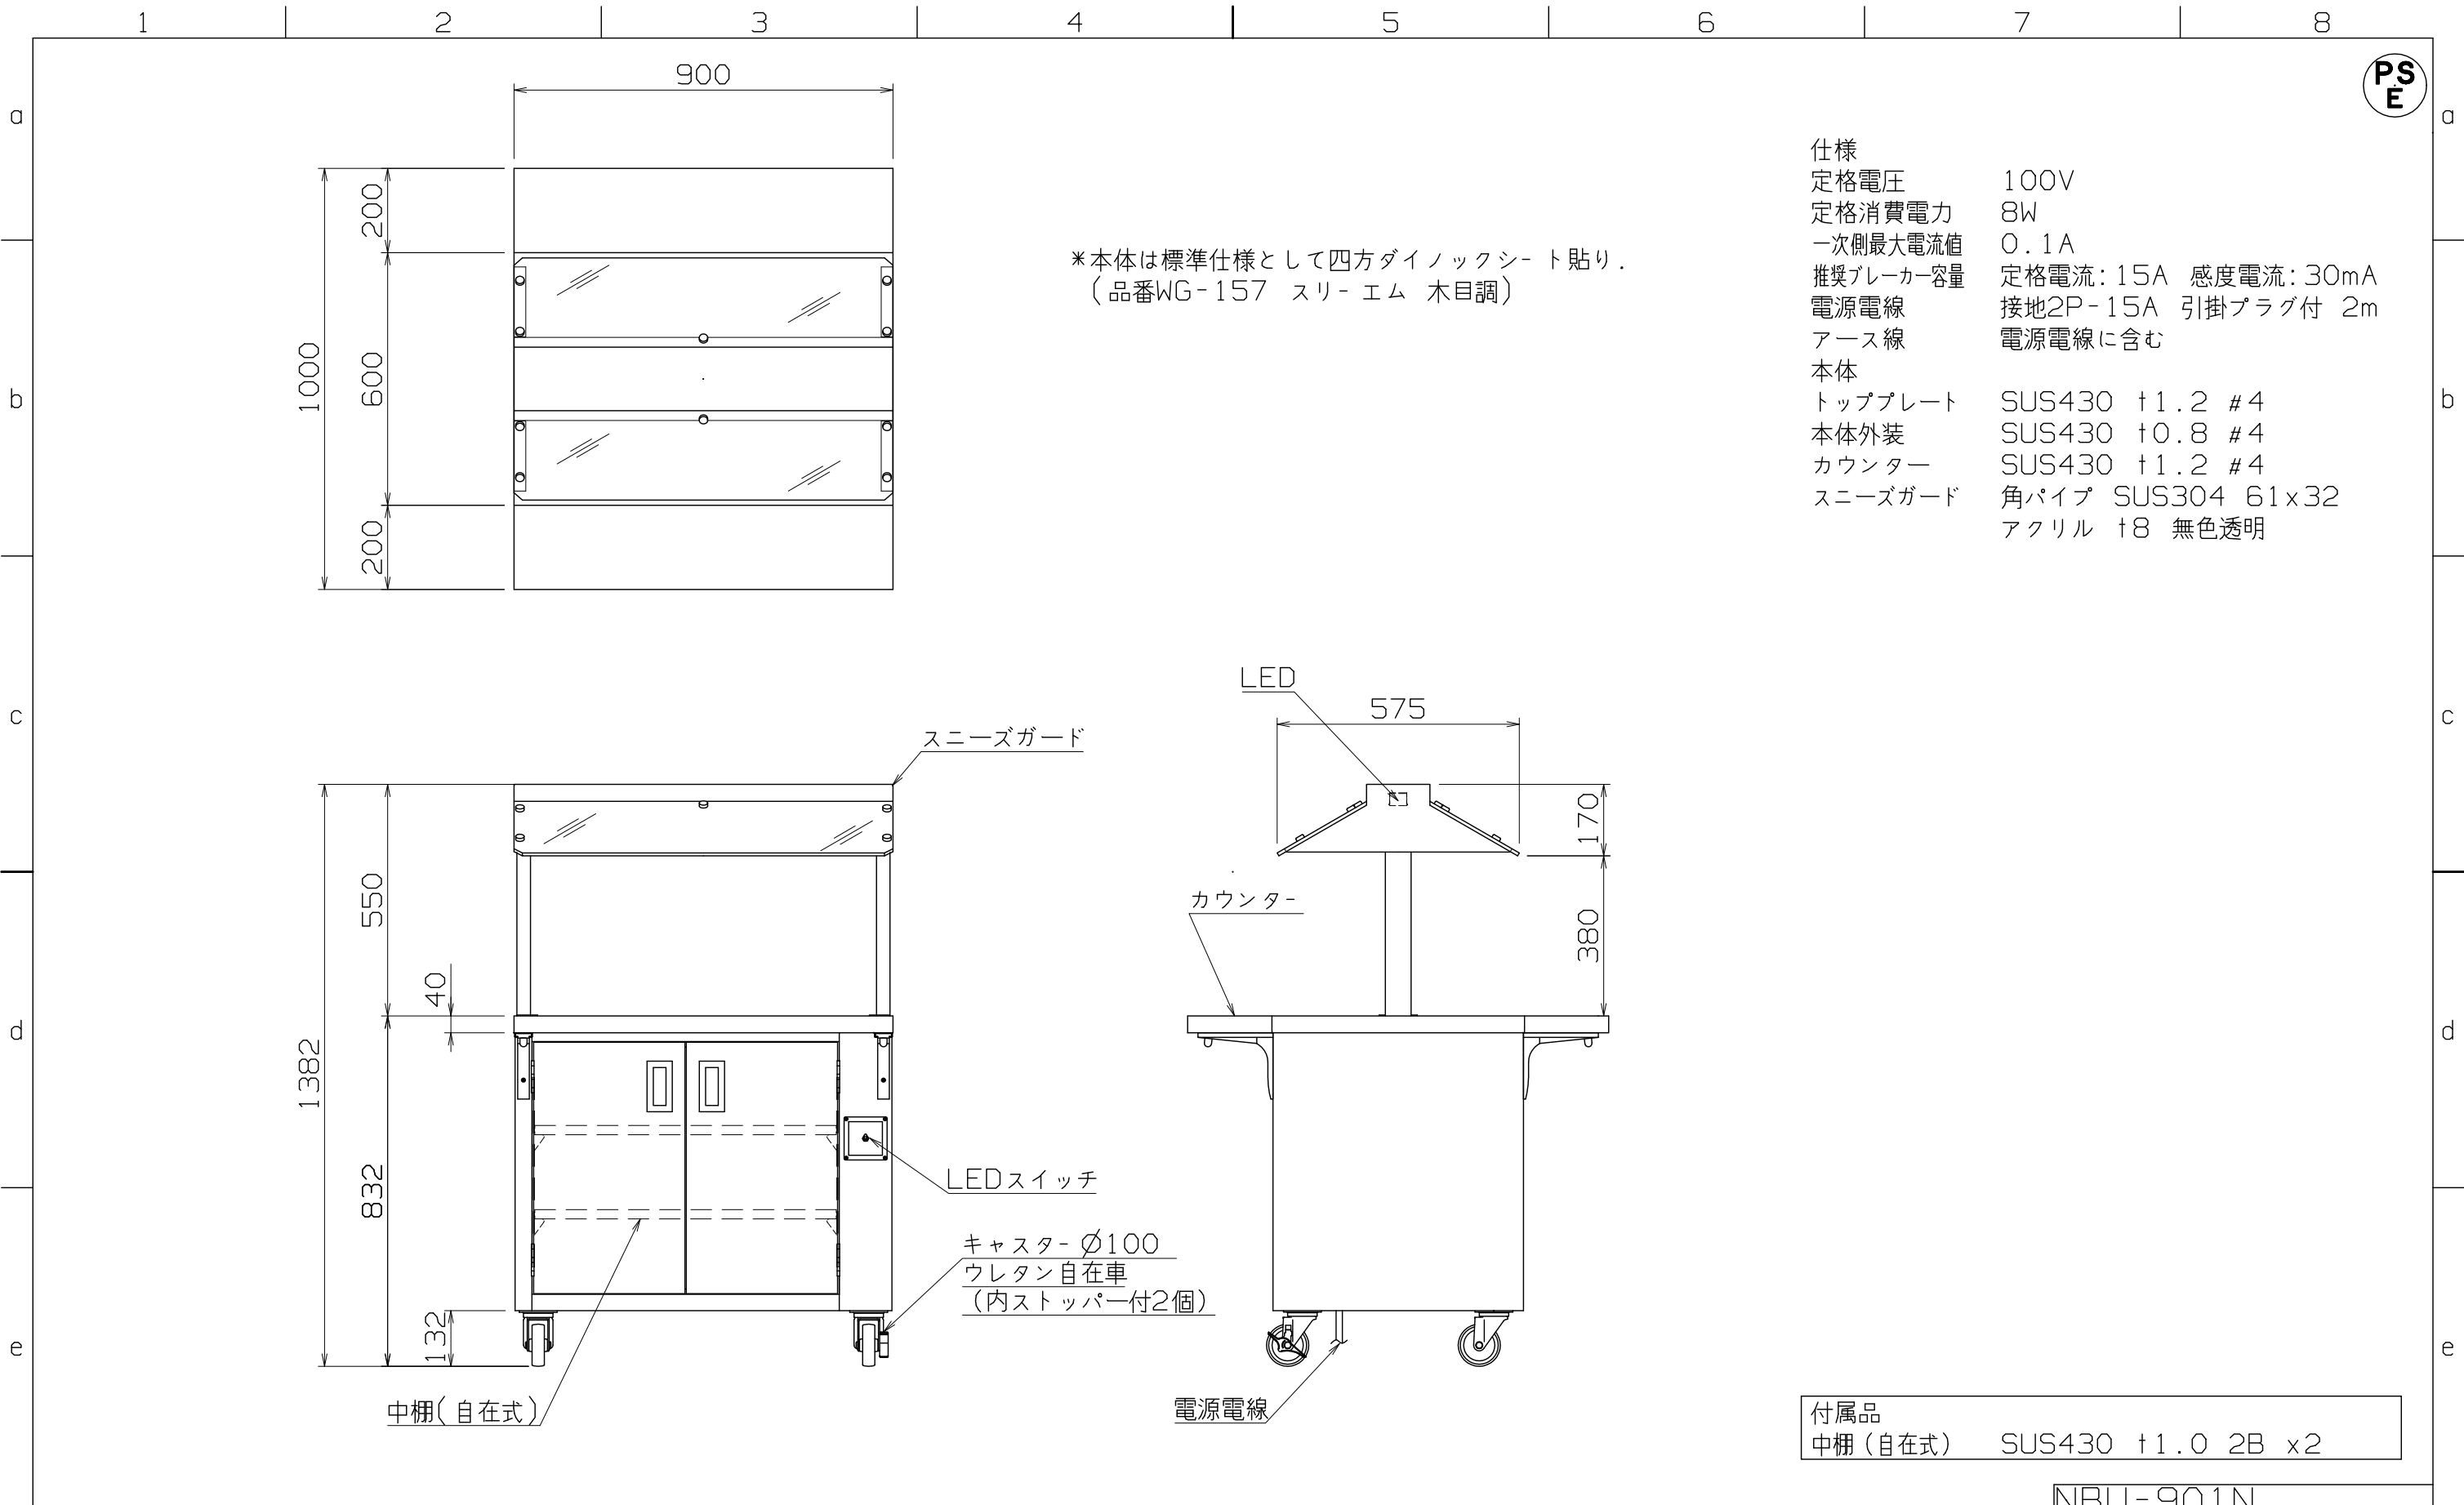 1 2 3 4 5 6 7 8
a a
b b
c c
d d
e e
PS
E
900
200
600
200
1000
*本体は標準仕様として四方ダイノックシート貼り.
(品番WG-157 スリーエム 木目調)
仕様
定格電圧 100V
定格消費電力 8W
一次側最大電流値 0.1A
推奨ブレーカー容量 定格電流:15A 感度電流:30mA
電源電線 接地2P-15A 引掛プラグ付 2m
アース線 電源電線に含む
本体
トッププレート SUS430 t1.2 #4
本体外装 SUS430 t0.8 #4
カウンター SUS430 t1.2 #4
スニーズガード 角パイプ SUS304 61x32
アクリル t8 無色透明
スニーズガード
550
40
1382
832
132
LEDスイッチ
キャスターØ100
ウレタン自在車
(内ストッパー付2個)
中棚(自在式)
LED
575
170
380
カウンター
電源電線
付属品
中棚(自在式) SUS430 t1.0 2B x2
NBU-901N